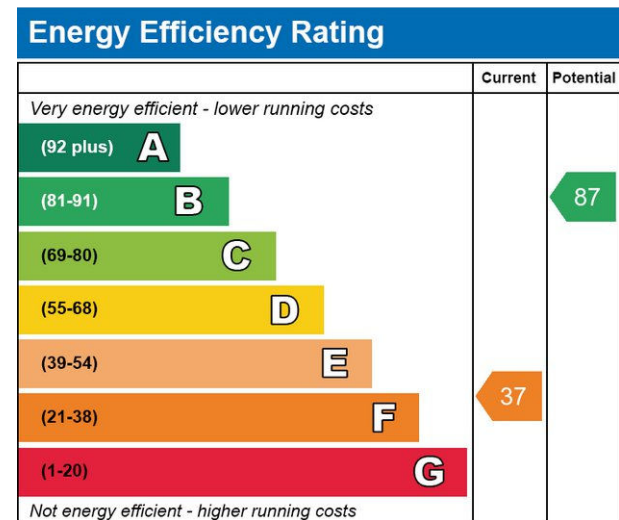 Energy Efficiency Rating
Current Potential
Very energy efficient - lower running costs
(92 plus) A
(81-91) B
87
(69-80) C
(55-68) D
(39-54) E
37
(21-38) F
(1-20) G
Not energy efficient - higher running costs